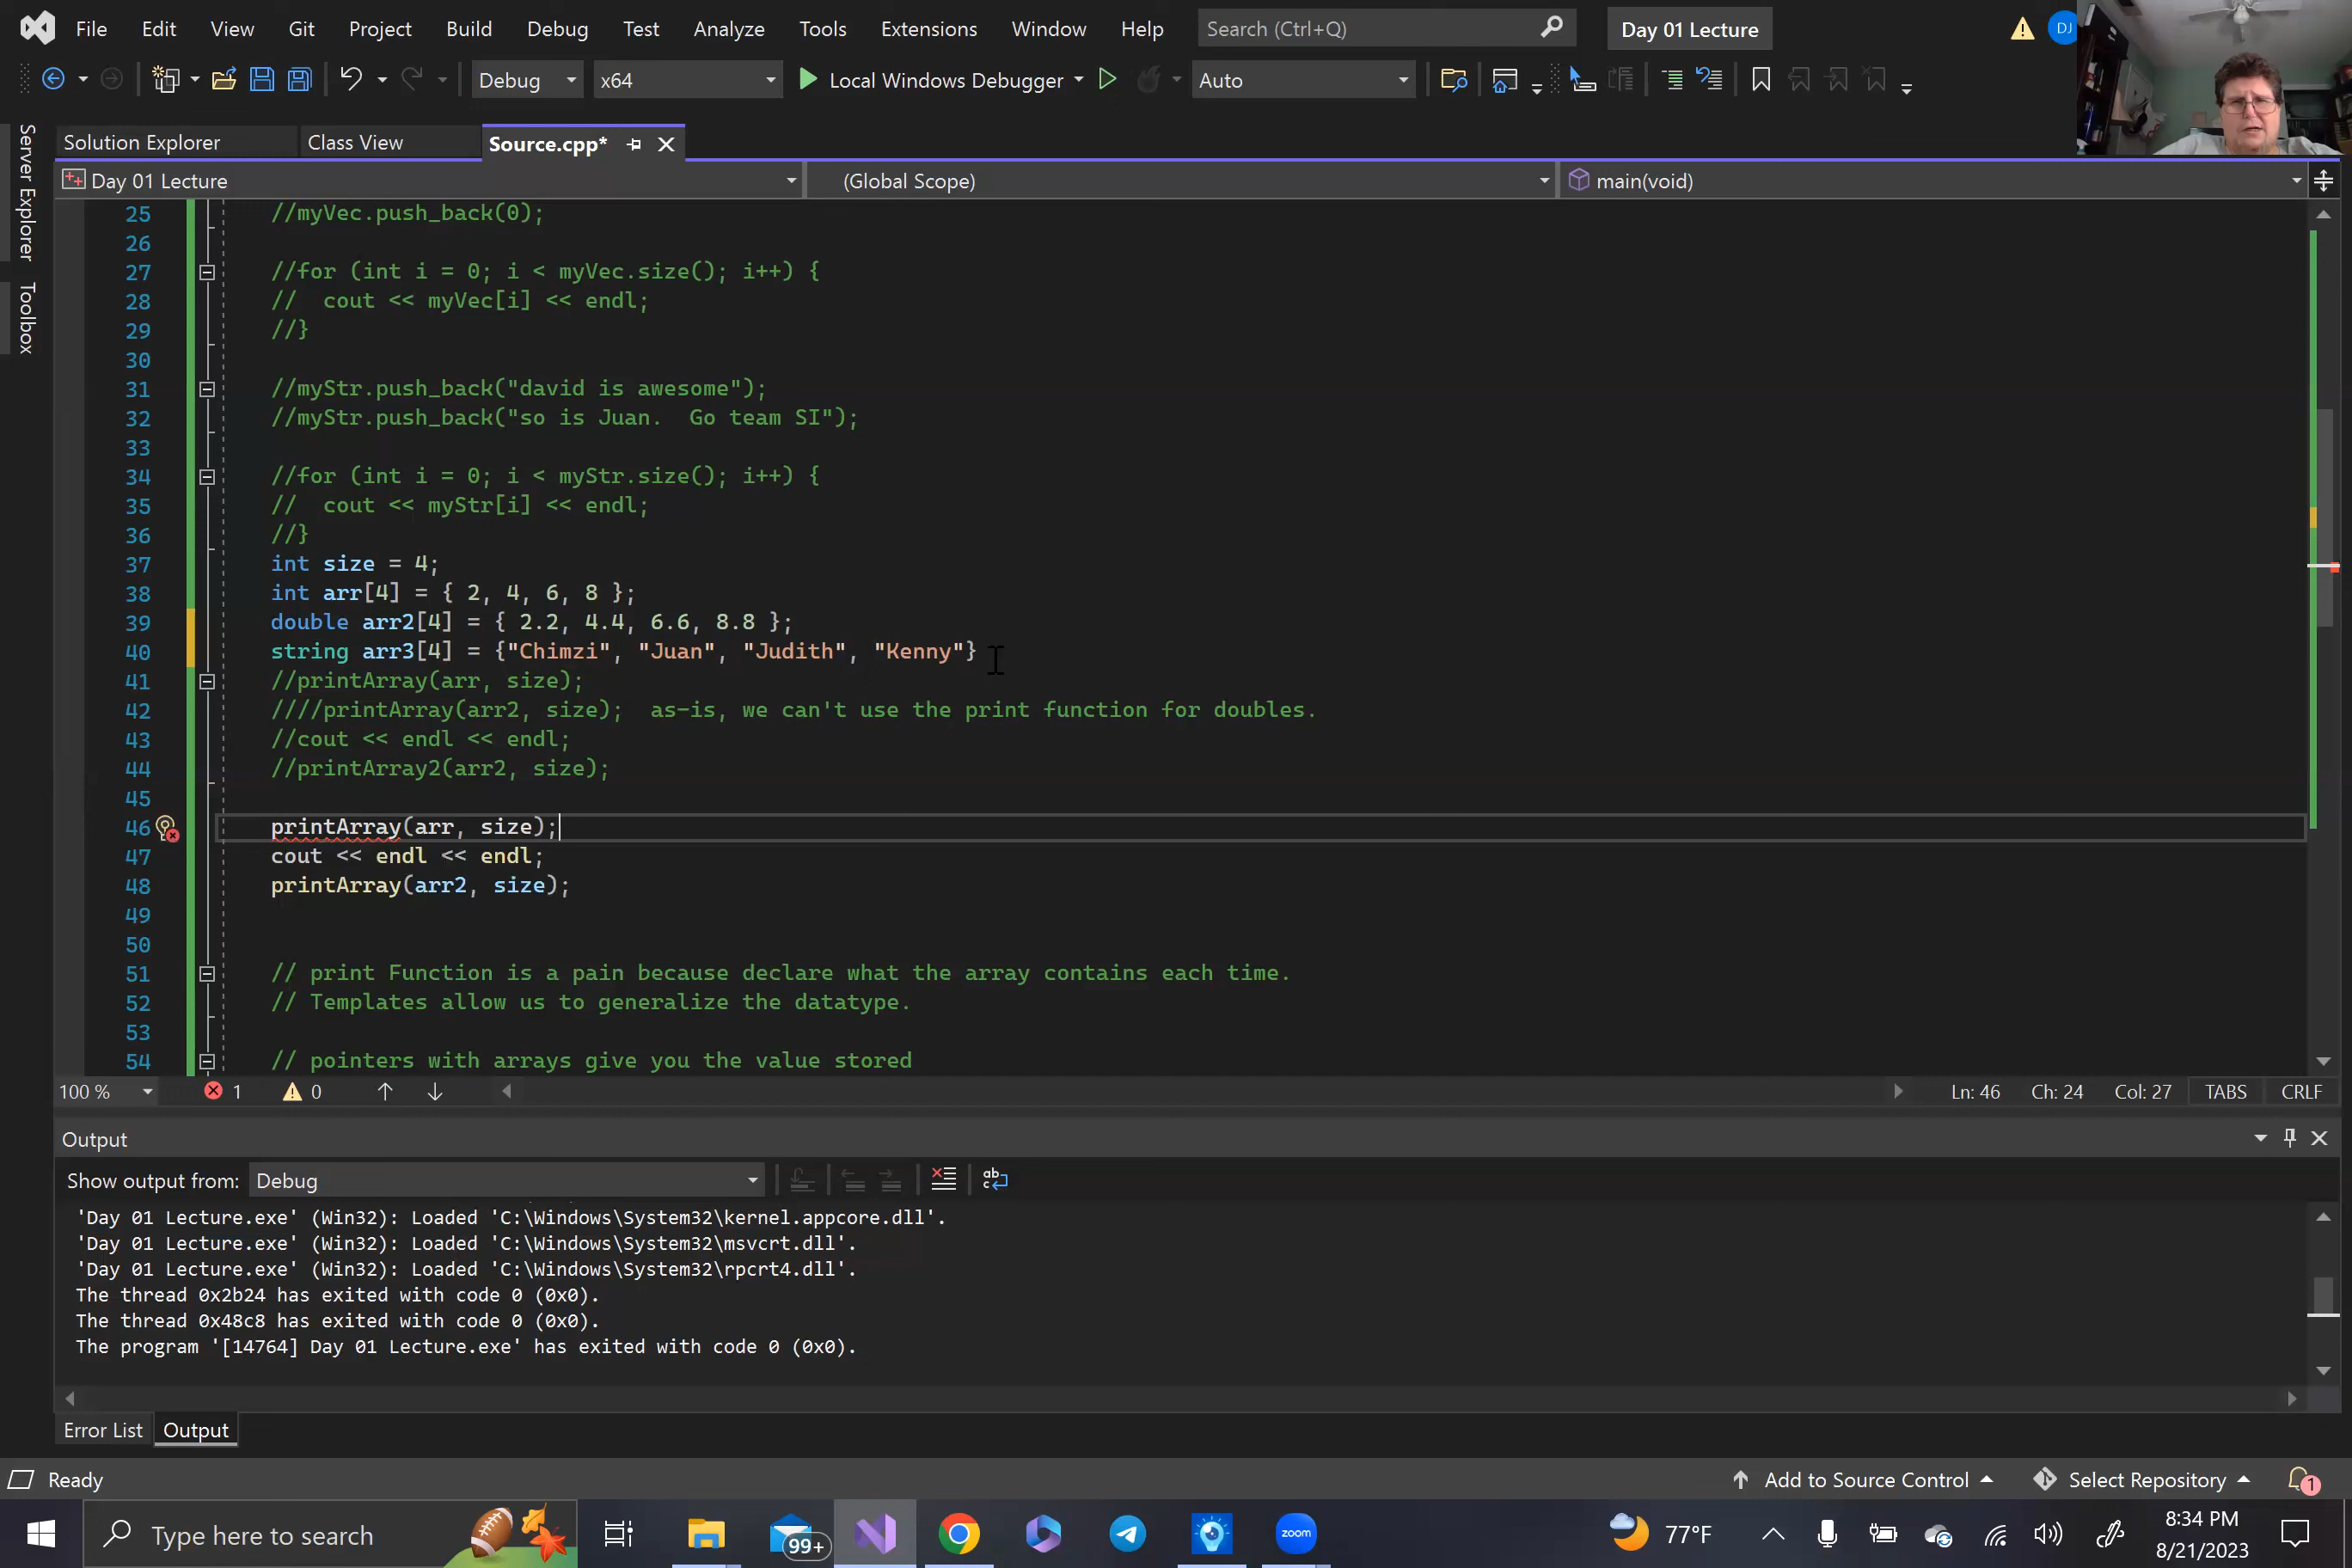 File Edit View Git Project Build Debug Test Analyze Tools Extensions Window Help Search (Ctrl+Q) Day 01 Lecture DJ
Debug x64 Local Windows Debugger Auto
Server Explorer
Toolbox
Solution Explorer Class View Source.cpp*
Day 01 Lecture (Global Scope) main(void)
25 //myVec.push_back(0);
26
27 //for (int i = 0; i < myVec.size(); i++) {
28 // cout << myVec[i] << endl;
29 //}
30
31 //myStr.push_back("david is awesome");
32 //myStr.push_back("so is Juan.  Go team SI");
33
34 //for (int i = 0; i < myStr.size(); i++) {
35 // cout << myStr[i] << endl;
36 //}
37 int size = 4;
38 int arr[4] = { 2, 4, 6, 8 };
39 double arr2[4] = { 2.2, 4.4, 6.6, 8.8 };
40 string arr3[4] = {"Chimzi", "Juan", "Judith", "Kenny"}
41 //printArray(arr, size);
42 ////printArray(arr2, size);  as-is, we can't use the print function for doubles.
43 //cout << endl << endl;
44 //printArray2(arr2, size);
45
46 printArray(arr, size);
47 cout << endl << endl;
48 printArray(arr2, size);
49
50
51 // print Function is a pain because declare what the array contains each time.
52 // Templates allow us to generalize the datatype.
53
54 // pointers with arrays give you the value stored
100 % 1 0 Ln: 46 Ch: 24 Col: 27 TABS CRLF
Output
Show output from: Debug
'Day 01 Lecture.exe' (Win32): Loaded 'C:\Windows\System32\kernel.appcore.dll'.
'Day 01 Lecture.exe' (Win32): Loaded 'C:\Windows\System32\msvcrt.dll'.
'Day 01 Lecture.exe' (Win32): Loaded 'C:\Windows\System32\rpcrt4.dll'.
The thread 0x2b24 has exited with code 0 (0x0).
The thread 0x48c8 has exited with code 0 (0x0).
The program '[14764] Day 01 Lecture.exe' has exited with code 0 (0x0).
Error List Output
Ready Add to Source Control Select Repository 1
Type here to search 99+ zoom 77°F 8:34 PM
8/21/2023